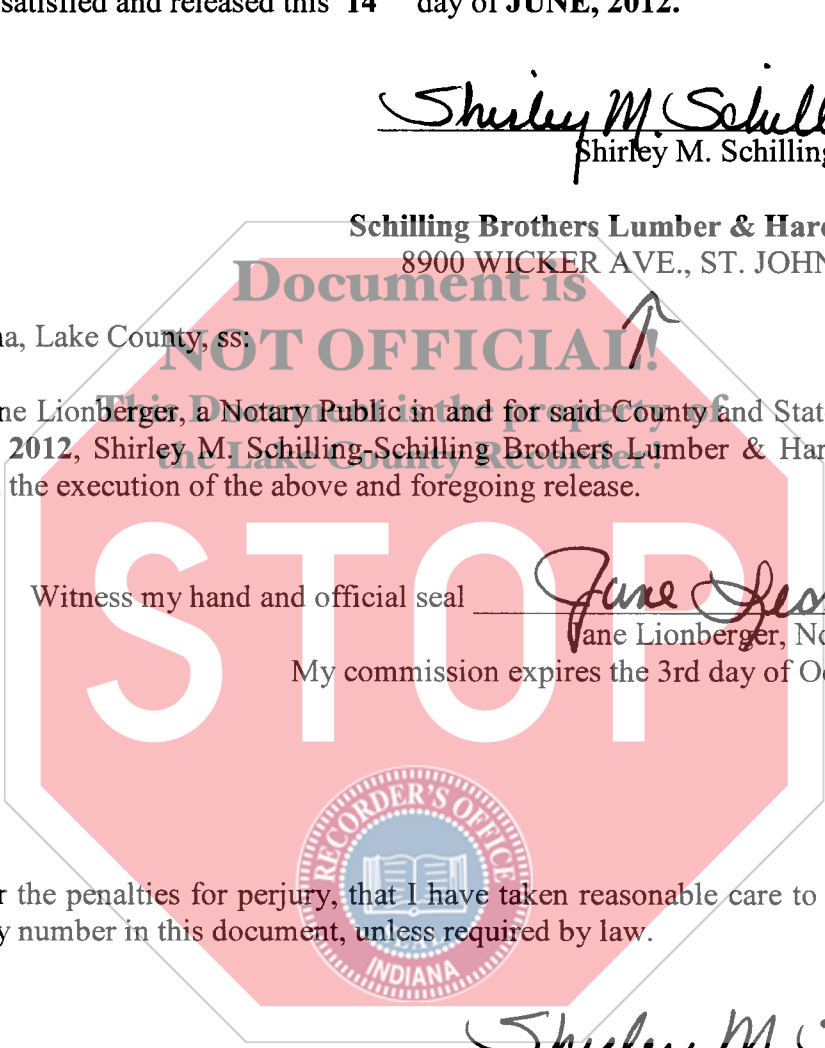 satisfied and released this 14 day of JUNE, 2012.
Shirley M. Schill
Shirley M. Schilling
Schilling Brothers Lumber & Hard
8900 WICKER AVE., ST. JOHN
Document is
NOT OFFICIAL!
This Document is the property of
the Lake County Recorder!
na, Lake County, ss:
ne Lionberger, a Notary Public in and for said County and Stat
2012, Shirley M. Schilling-Schilling Brothers Lumber & Har
the execution of the above and foregoing release.
STOP
Witness my hand and official seal
Jane
Jane Lionberger, No
My commission expires the 3rd day of Oc
RECORDER'S OFFICE
r the penalties for perjury, that I have taken reasonable care to
y number in this document, unless required by law.
INDIANA
Shirley M